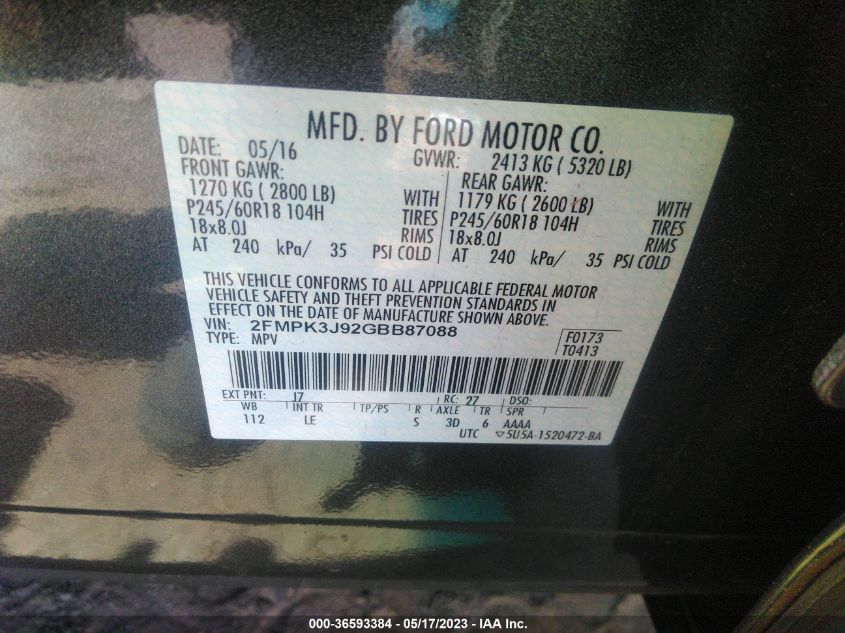 MFD. BY FORD MOTOR CO.
DATE: 05/16 GVWR: 2413 KG ( 5320 LB)
FRONT GAWR: REAR GAWR:
1270 KG ( 2800 LB) WITH 1179 KG ( 2600 LB) WITH
P245/60R18 104H TIRES P245/60R18 104H TIRES
18x8.0J RIMS 18x8.0J RIMS
AT 240 kPa/ 35 PSI COLD AT 240 kPa/ 35 PSI COLD
THIS VEHICLE CONFORMS TO ALL APPLICABLE FEDERAL MOTOR
VEHICLE SAFETY AND THEFT PREVENTION STANDARDS IN
EFFECT ON THE DATE OF MANUFACTURE SHOWN ABOVE.
VIN: 2FMPK3J92GBB87088
TYPE: MPV
F0173
T0413
EXT PNT: J7 RC: 27 DSO:
WB INT TR TP/PS R AXLE TR SPR
112 LE S 3D 6 AAAA
UTC ▽5U5A-1520472-BA
000-36593384 - 05/17/2023 - IAA Inc.